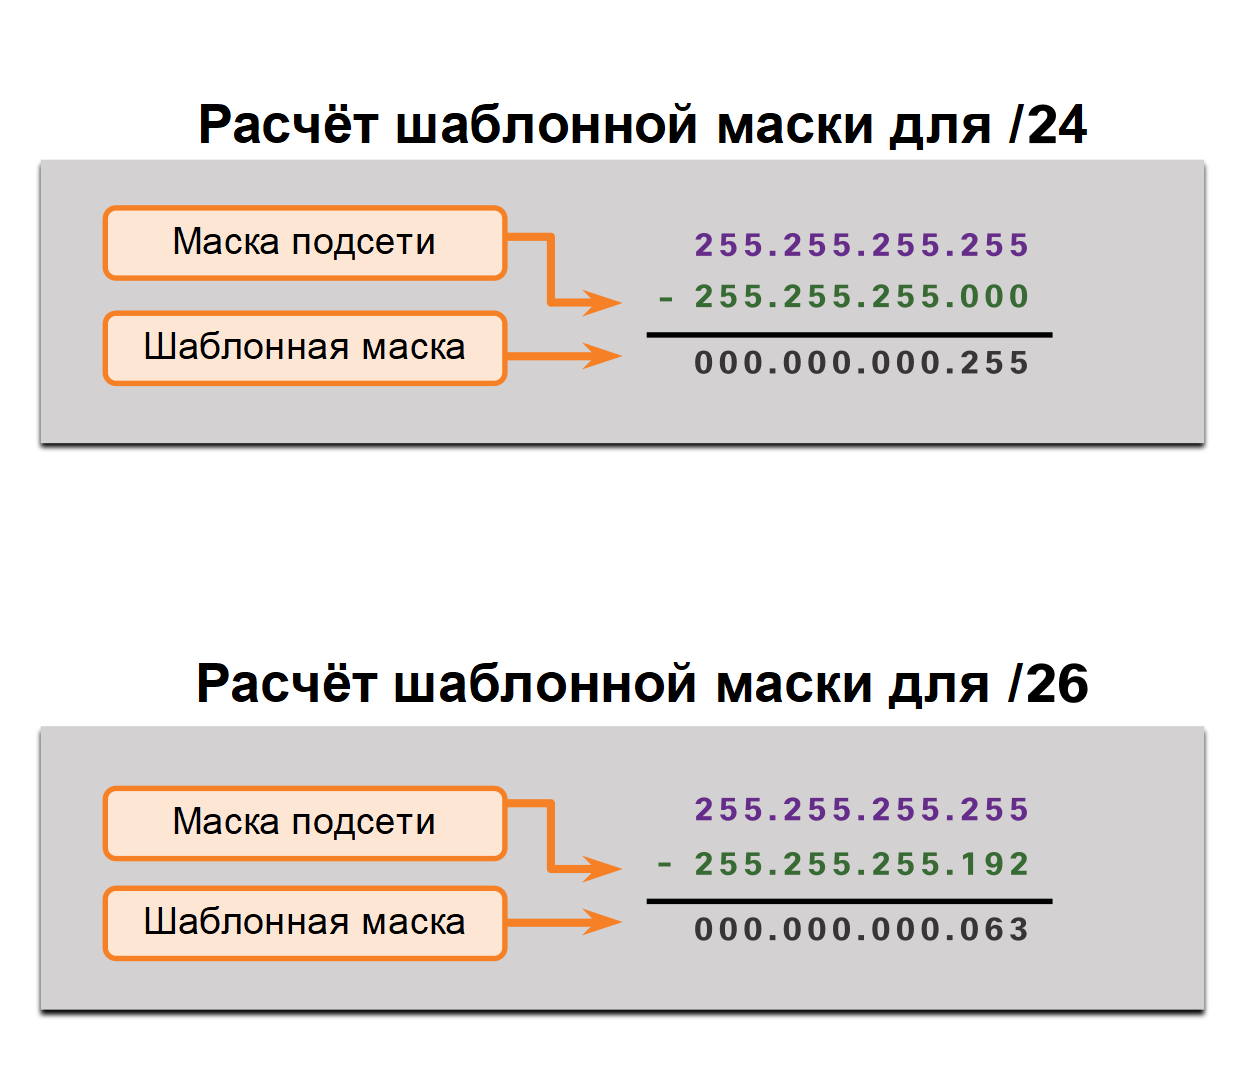 Расчёт шаблонной маски для /24
Маска подсети
255.255.255.255
- 255.255.255.000
Шаблонная маска
000.000.000.255
Расчёт шаблонной маски для /26
Маска подсети
255.255.255.255
- 255.255.255.192
Шаблонная маска
000.000.000.063